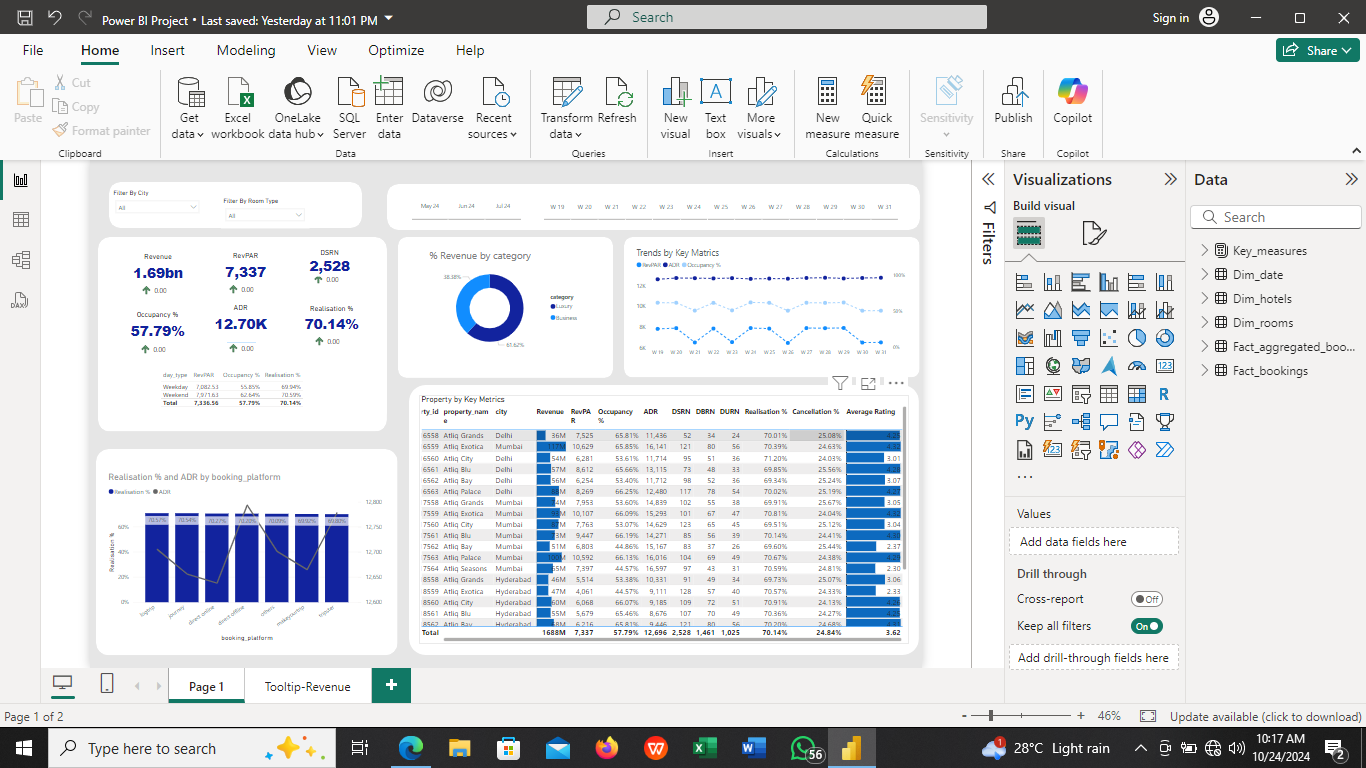 Power BI Project • Last saved: Yesterday at 11:01 PM
Search
Sign in
File Home Insert Modeling View Optimize Help
Share
Paste
Cut
Copy
Format painter
Get data
Excel workbook
OneLake data hub
SQL Server
Enter data
Dataverse
Recent sources
Transform data
Refresh
New visual
Text box
More visuals
New measure
Quick measure
Sensitivity
Publish
Copilot
Clipboard Data Queries Insert Calculations Sensitivity Share Copilot
Filter By City
All
Filter By Room Type
All
May 24 Jun 24 Jul 24
W 19 W 20 W 21 W 22 W 23 W 24 W 25 W 26 W 27 W 28 W 29 W 30 W 31
Revenue
1.69bn
0.00
RevPAR
7,337
0.00
DSRN
2,528
0.00
Occupancy %
57.79%
0.00
ADR
12.70K
0.00
Realisation %
70.14%
0.00
day_type RevPAR Occupancy % Realisation %
Weekday 7,082.53 55.85% 69.94%
Weekend 7,971.63 62.64% 70.59%
Total 7,336.56 57.79% 70.14%
% Revenue by category
38.38%
61.62%
category
Luxury
Business
Trends by Key Matrics
RevPAR ADR Occupancy %
12K
10K
8K
6K
100%
50%
0%
W 19 W 20 W 21 W 22 W 23 W 24 W 25 W 26 W 27 W 28 W 29 W 30 W 31
Realisation % and ADR by booking_platform
Realisation % ADR
Realisation %
60%
40%
20%
0%
70.57% 70.54% 70.27% 70.20% 70.09% 69.92% 69.80%
12,800
12,750
12,700
12,650
12,600
logtrip journey direct online direct offline others makeyourtrip tripster
booking_platform
Property by Key Metrics
rty_id property_name city Revenue RevPAR Occupancy % ADR DSRN DBRN DURN Realisation % Cancellation % Average Rating
6558 Atliq Grands Delhi 36M 7,525 65.81% 11,436 52 34 24 70.01% 25.08%
6559 Atliq Exotica Mumbai 10,629 65.85% 16,141 121 80 56 70.39% 24.63%
6560 Atliq City Delhi 54M 6,281 53.61% 11,714 95 51 36 71.20% 24.03% 3.01
6561 Atliq Blu Delhi 57M 8,612 65.66% 13,115 73 48 33 69.85% 25.56%
6562 Atliq Bay Delhi 56M 6,254 53.40% 11,712 98 52 36 69.34% 25.24% 3.07
6563 Atliq Palace Delhi 8,269 66.25% 12,480 117 78 54 70.02% 25.19%
7558 Atliq Grands Mumbai 7,953 53.60% 14,839 102 55 38 69.91% 25.67% 3.05
7559 Atliq Exotica Mumbai 10,107 66.09% 15,293 101 67 47 70.81% 24.04%
7560 Atliq City Mumbai 7,763 53.07% 14,629 123 65 45 69.51% 25.12% 3.04
7561 Atliq Blu Mumbai 9,447 66.19% 14,271 85 56 39 70.14% 24.41%
7562 Atliq Bay Mumbai 51M 6,803 44.86% 15,167 83 37 26 69.60% 25.44% 2.37
7563 Atliq Palace Mumbai 10,592 66.13% 16,016 104 69 49 70.67% 24.38%
7564 Atliq Seasons Mumbai 7,397 44.57% 16,597 97 43 31 70.59% 24.81% 2.30
8558 Atliq Grands Hyderabad 46M 5,514 53.38% 10,331 91 49 34 69.73% 25.07% 3.06
8559 Atliq Exotica Hyderabad 47M 4,061 44.57% 9,111 128 57 40 70.57% 24.33% 2.33
8560 Atliq City Hyderabad 6,068 66.07% 9,185 109 72 51 70.91% 24.13%
8561 Atliq Blu Hyderabad 5,679 65.46% 8,676 107 70 49 70.36% 24.27%
8562 Atliq Bay Hyderabad 6,216 65.81% 9,446 121 80 56 70.20% 24.68%
Total 1688M 7,337 57.79% 12,696 2,528 1,461 1,025 70.14% 24.84% 3.62
Filters
Visualizations
Build visual
Values
Add data fields here
Drill through
Cross-report Off
Keep all filters On
Add drill-through fields here
Data
Search
Key_measures
Dim_date
Dim_hotels
Dim_rooms
Fact_aggregated_boo...
Fact_bookings
Page 1
Tooltip-Revenue
Page 1 of 2
46%
Update available (click to download)
Type here to search
56
1
28°C Light rain
10:17 AM
10/24/2024
2